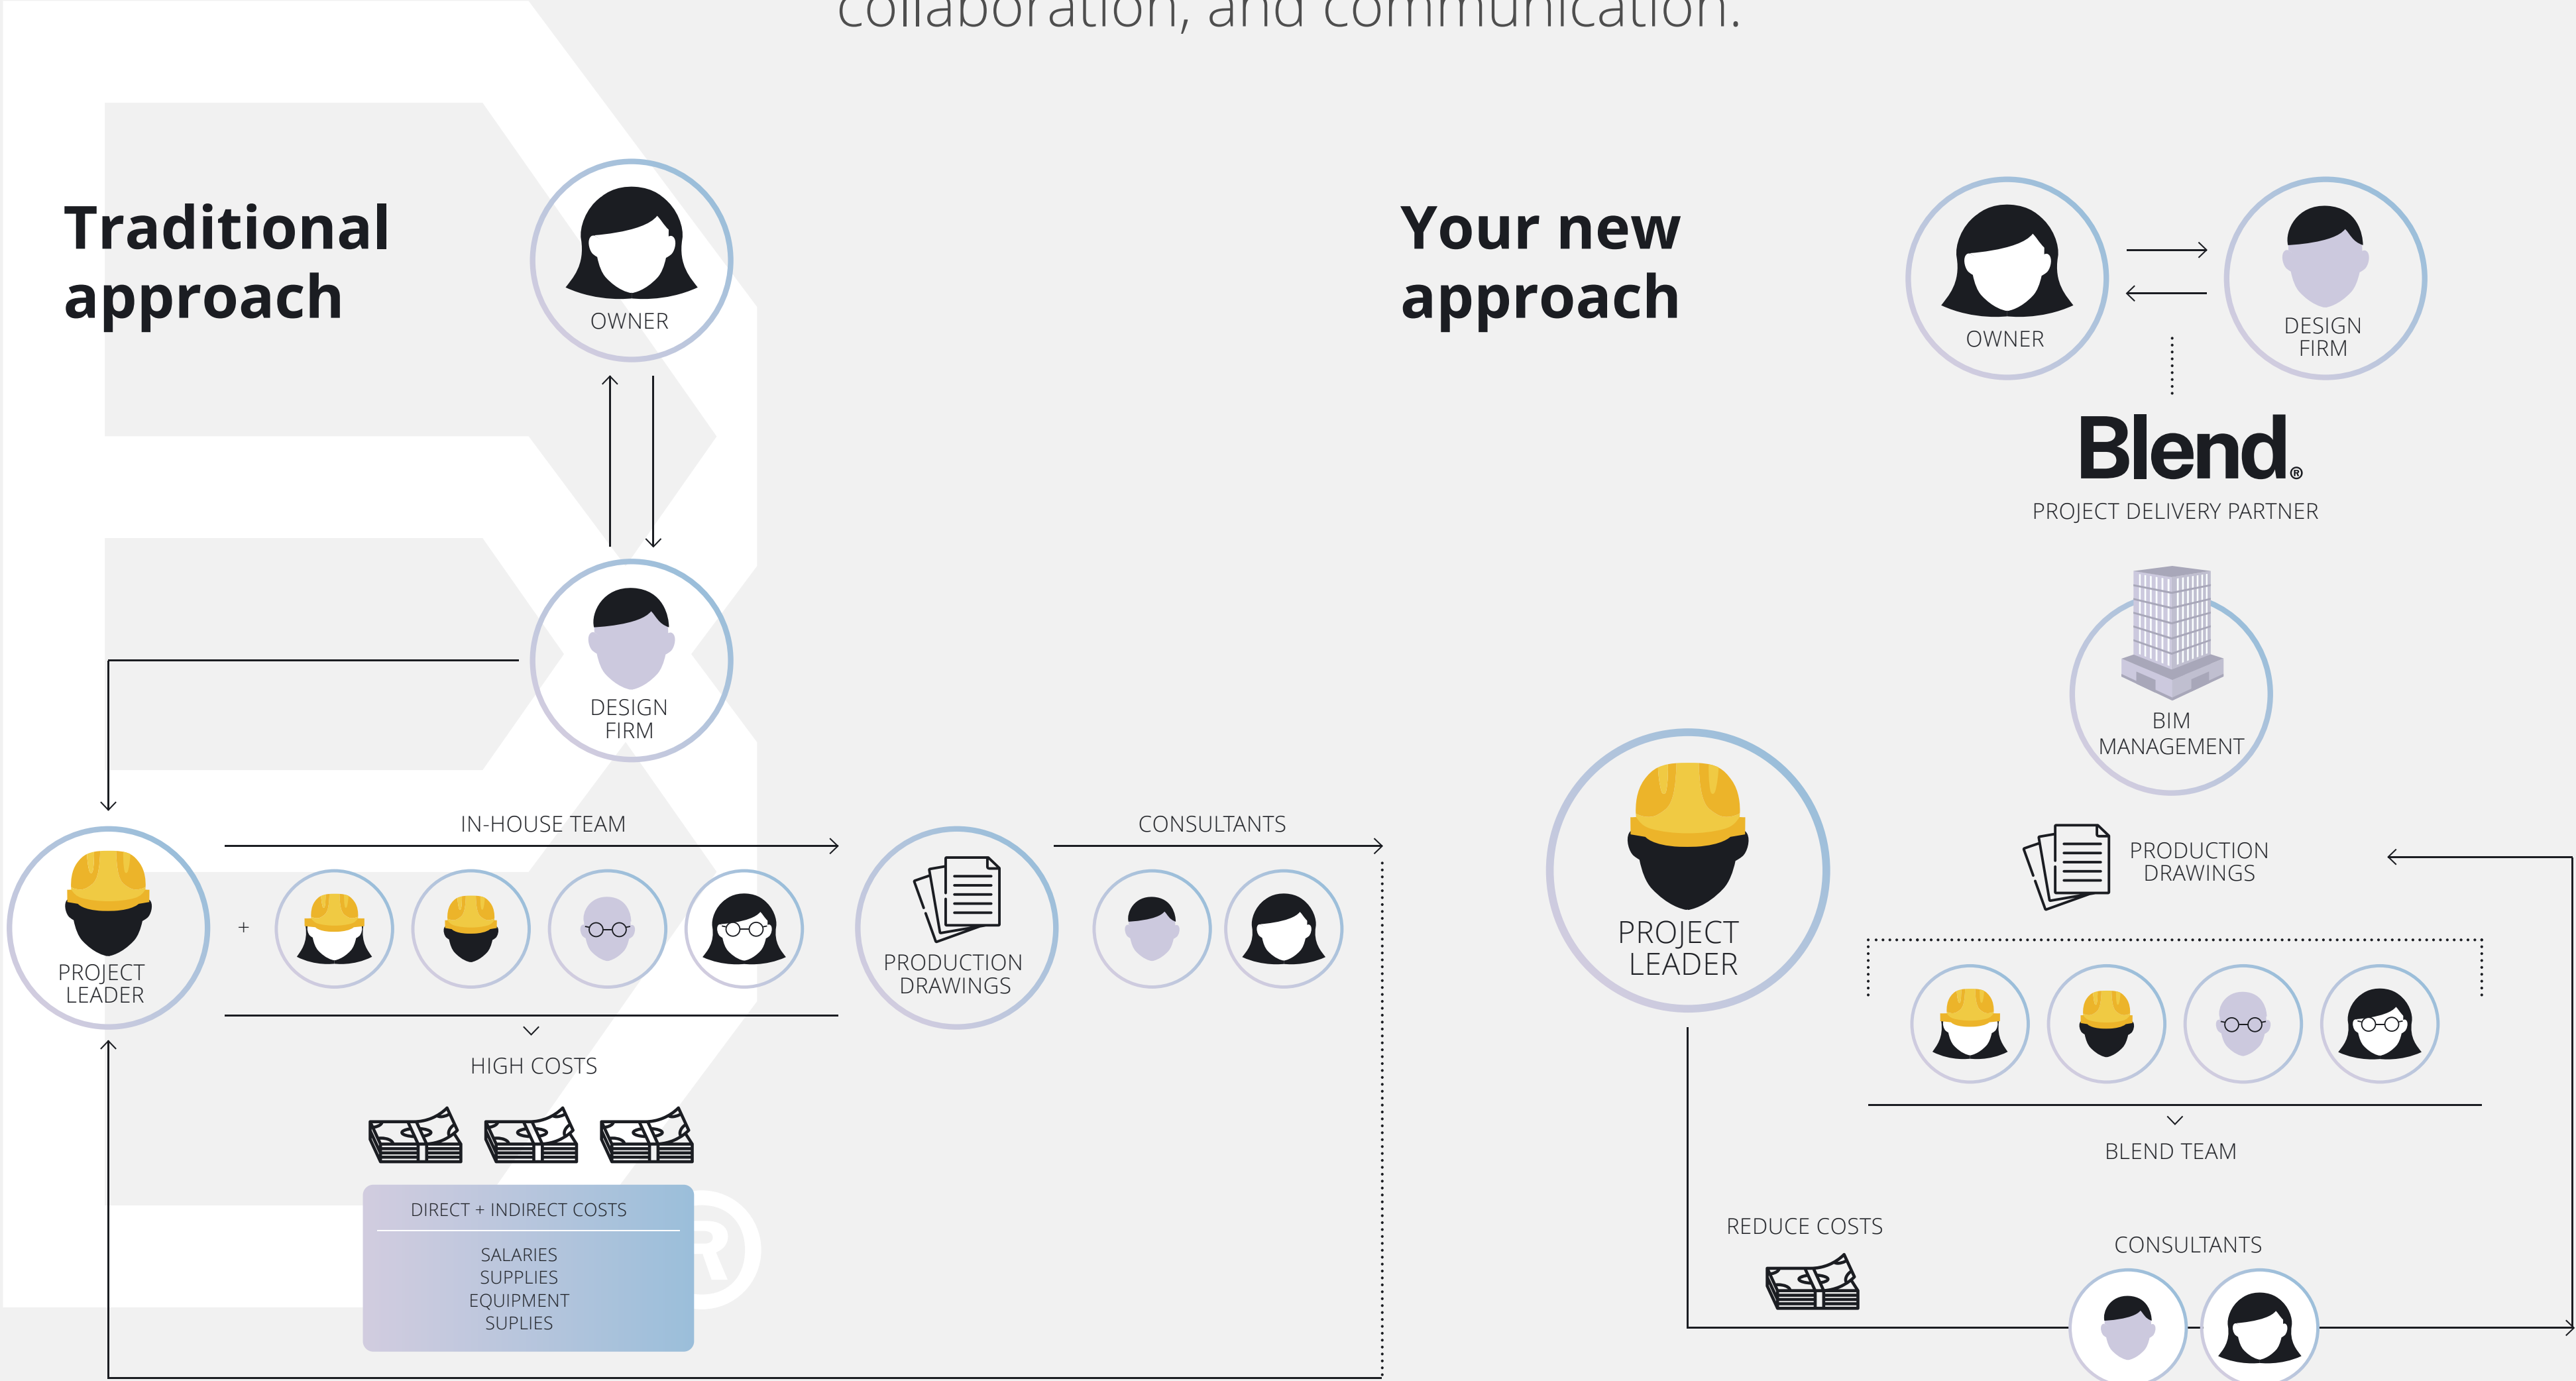 collaboration, and communication.
Traditional
approach
OWNER
DESIGN
FIRM
PROJECT
LEADER
+
IN-HOUSE TEAM
PRODUCTION
DRAWINGS
CONSULTANTS
HIGH COSTS
DIRECT + INDIRECT COSTS
SALARIES
SUPPLIES
EQUIPMENT
SUPLIES
®
Your new
approach
OWNER
DESIGN
FIRM
Blend®
PROJECT DELIVERY PARTNER
BIM
MANAGEMENT
PROJECT
LEADER
PRODUCTION
DRAWINGS
BLEND TEAM
REDUCE COSTS
CONSULTANTS